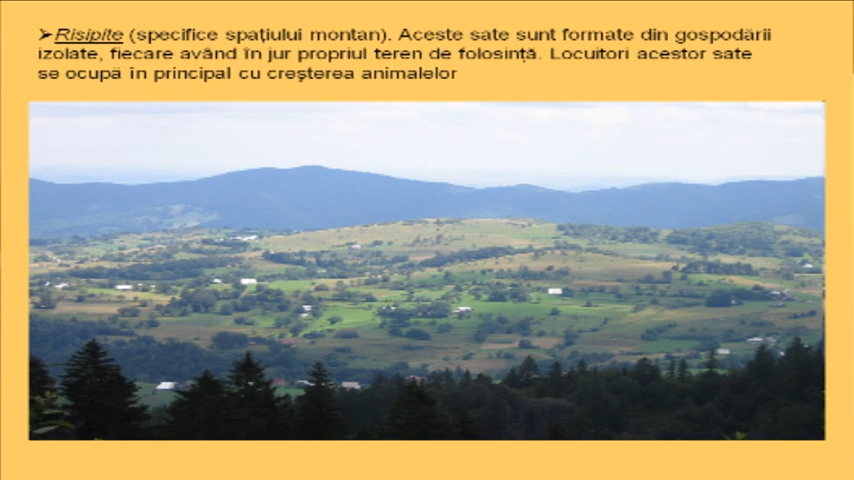 ➢Risipite (specifice spaţiului montan). Aceste sate sunt formate din gospodării
izolate, fiecare având în jur propriul teren de folosinţă. Locuitori acestor sate
se ocupă în principal cu creşterea animalelor